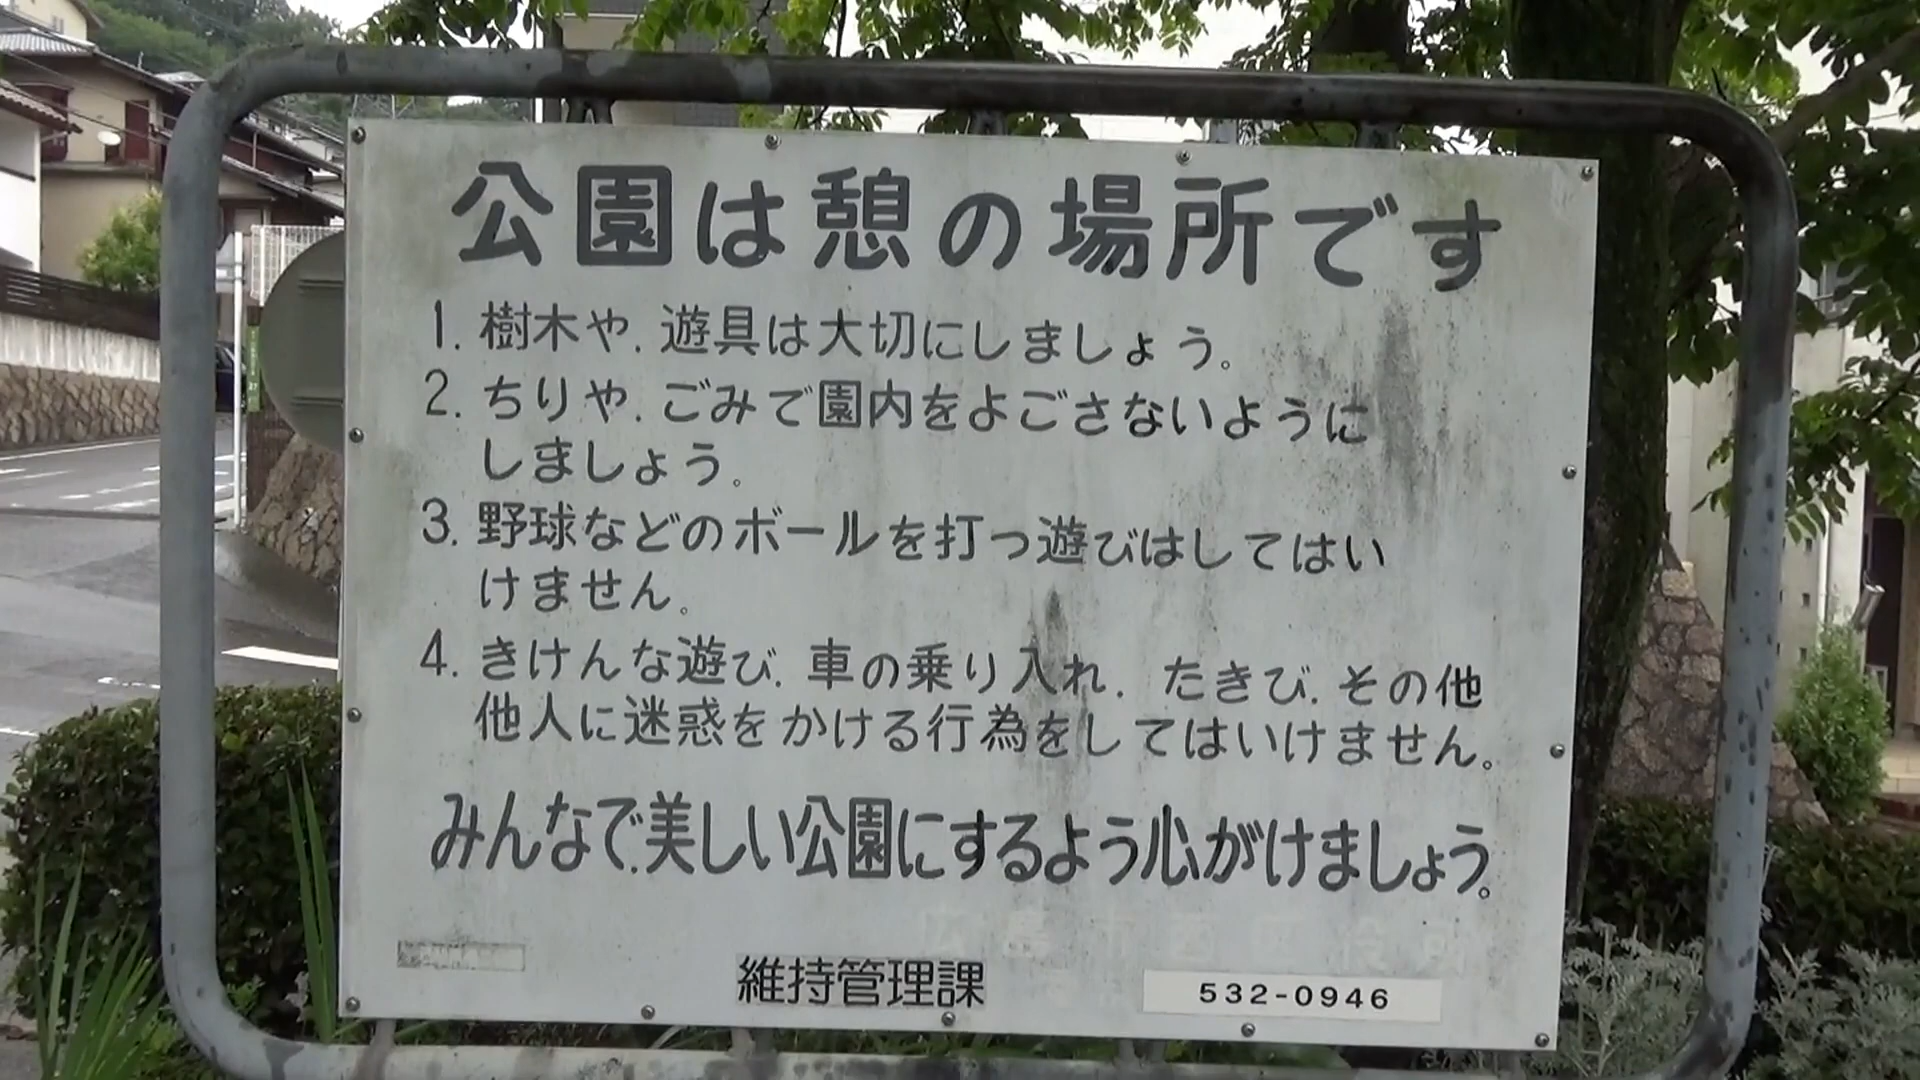 公園は憩の場所です
1. 樹木や.遊具は大切にしましょう。
2. ちりや.ごみで園内をよごさないように
しましょう。
3. 野球などのボールを打つ遊びはしてはい
けません。
4. きけんな遊び.車の乗り入れ.たきび.その他
他人に迷惑をかける行為をしてはいけません。
みんなで.美しい公園にするよう心がけましょう。
維持管理課
532-0946